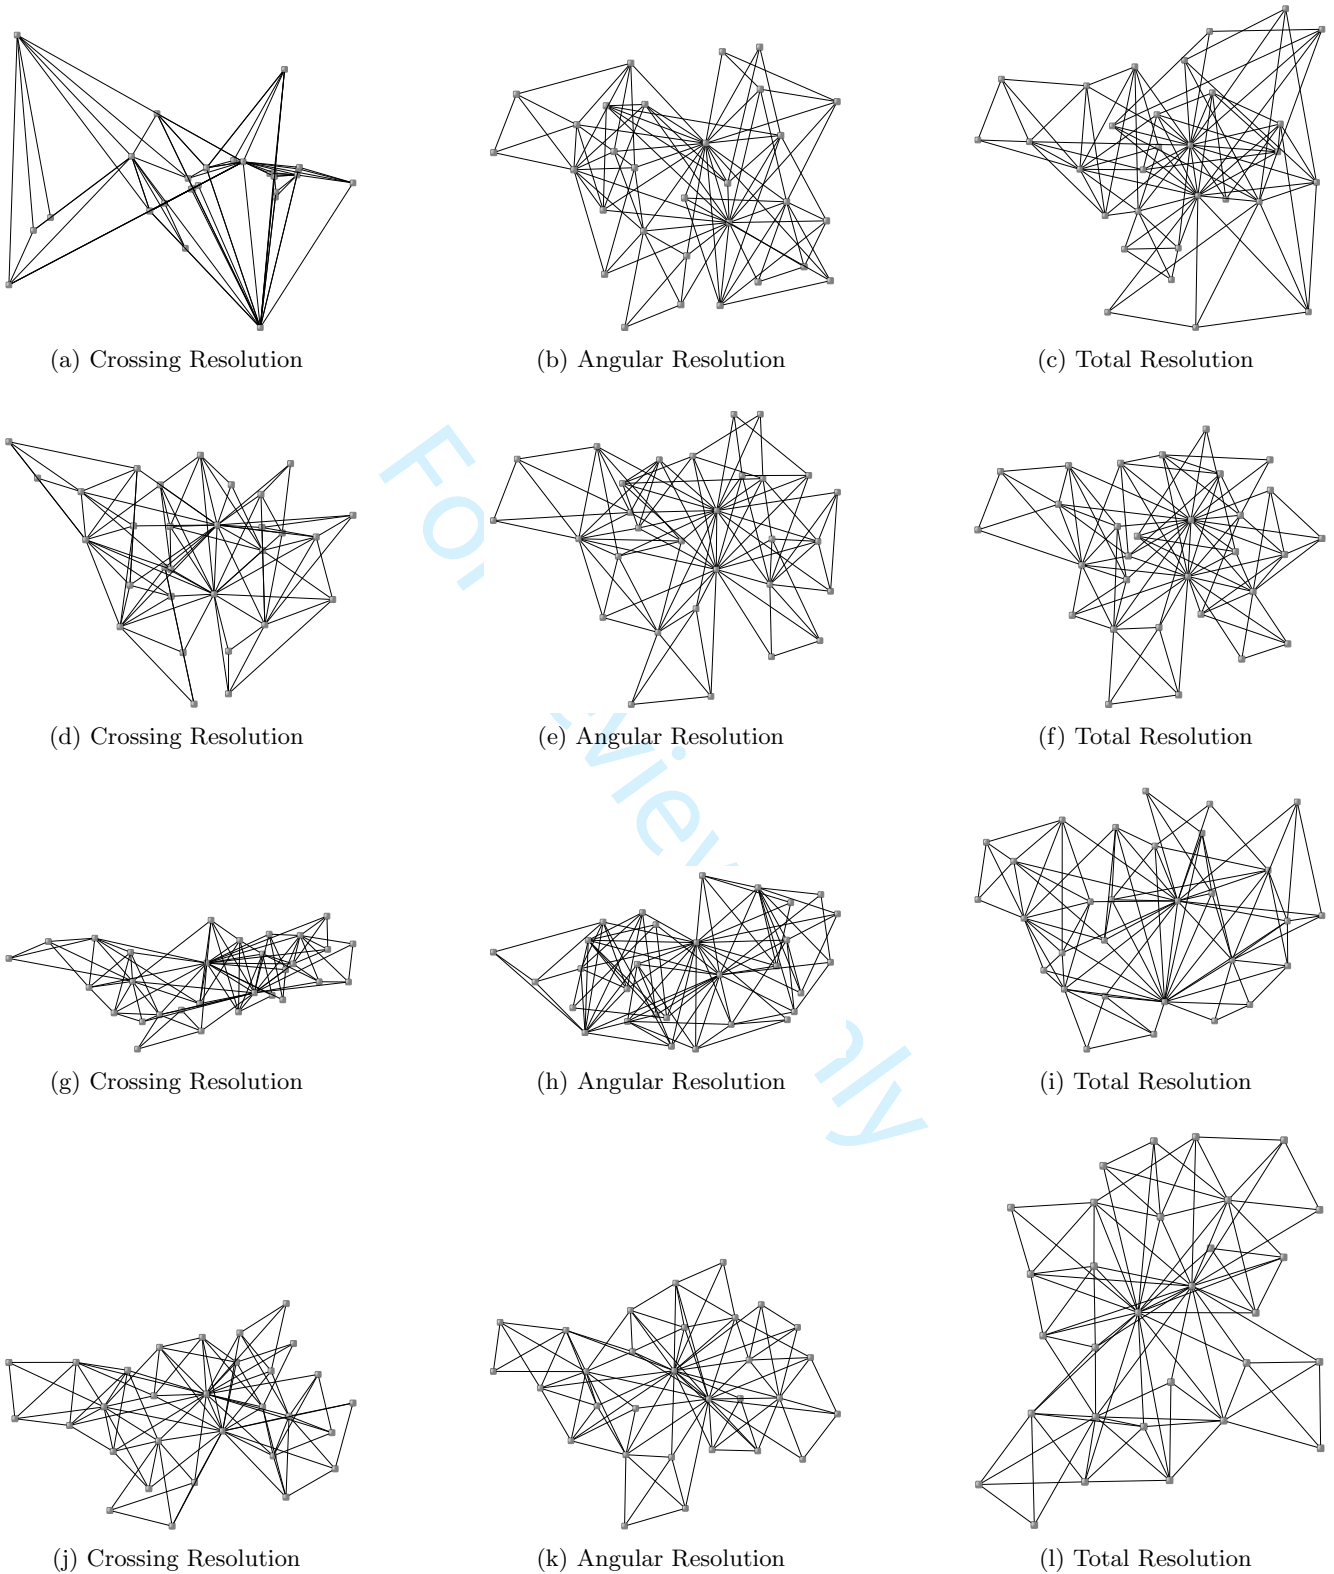 (a) Crossing Resolution
(b) Angular Resolution
(c) Total Resolution
(d) Crossing Resolution
(e) Angular Resolution
(f) Total Resolution
(g) Crossing Resolution
(h) Angular Resolution
(i) Total Resolution
(j) Crossing Resolution
(k) Angular Resolution
(l) Total Resolution